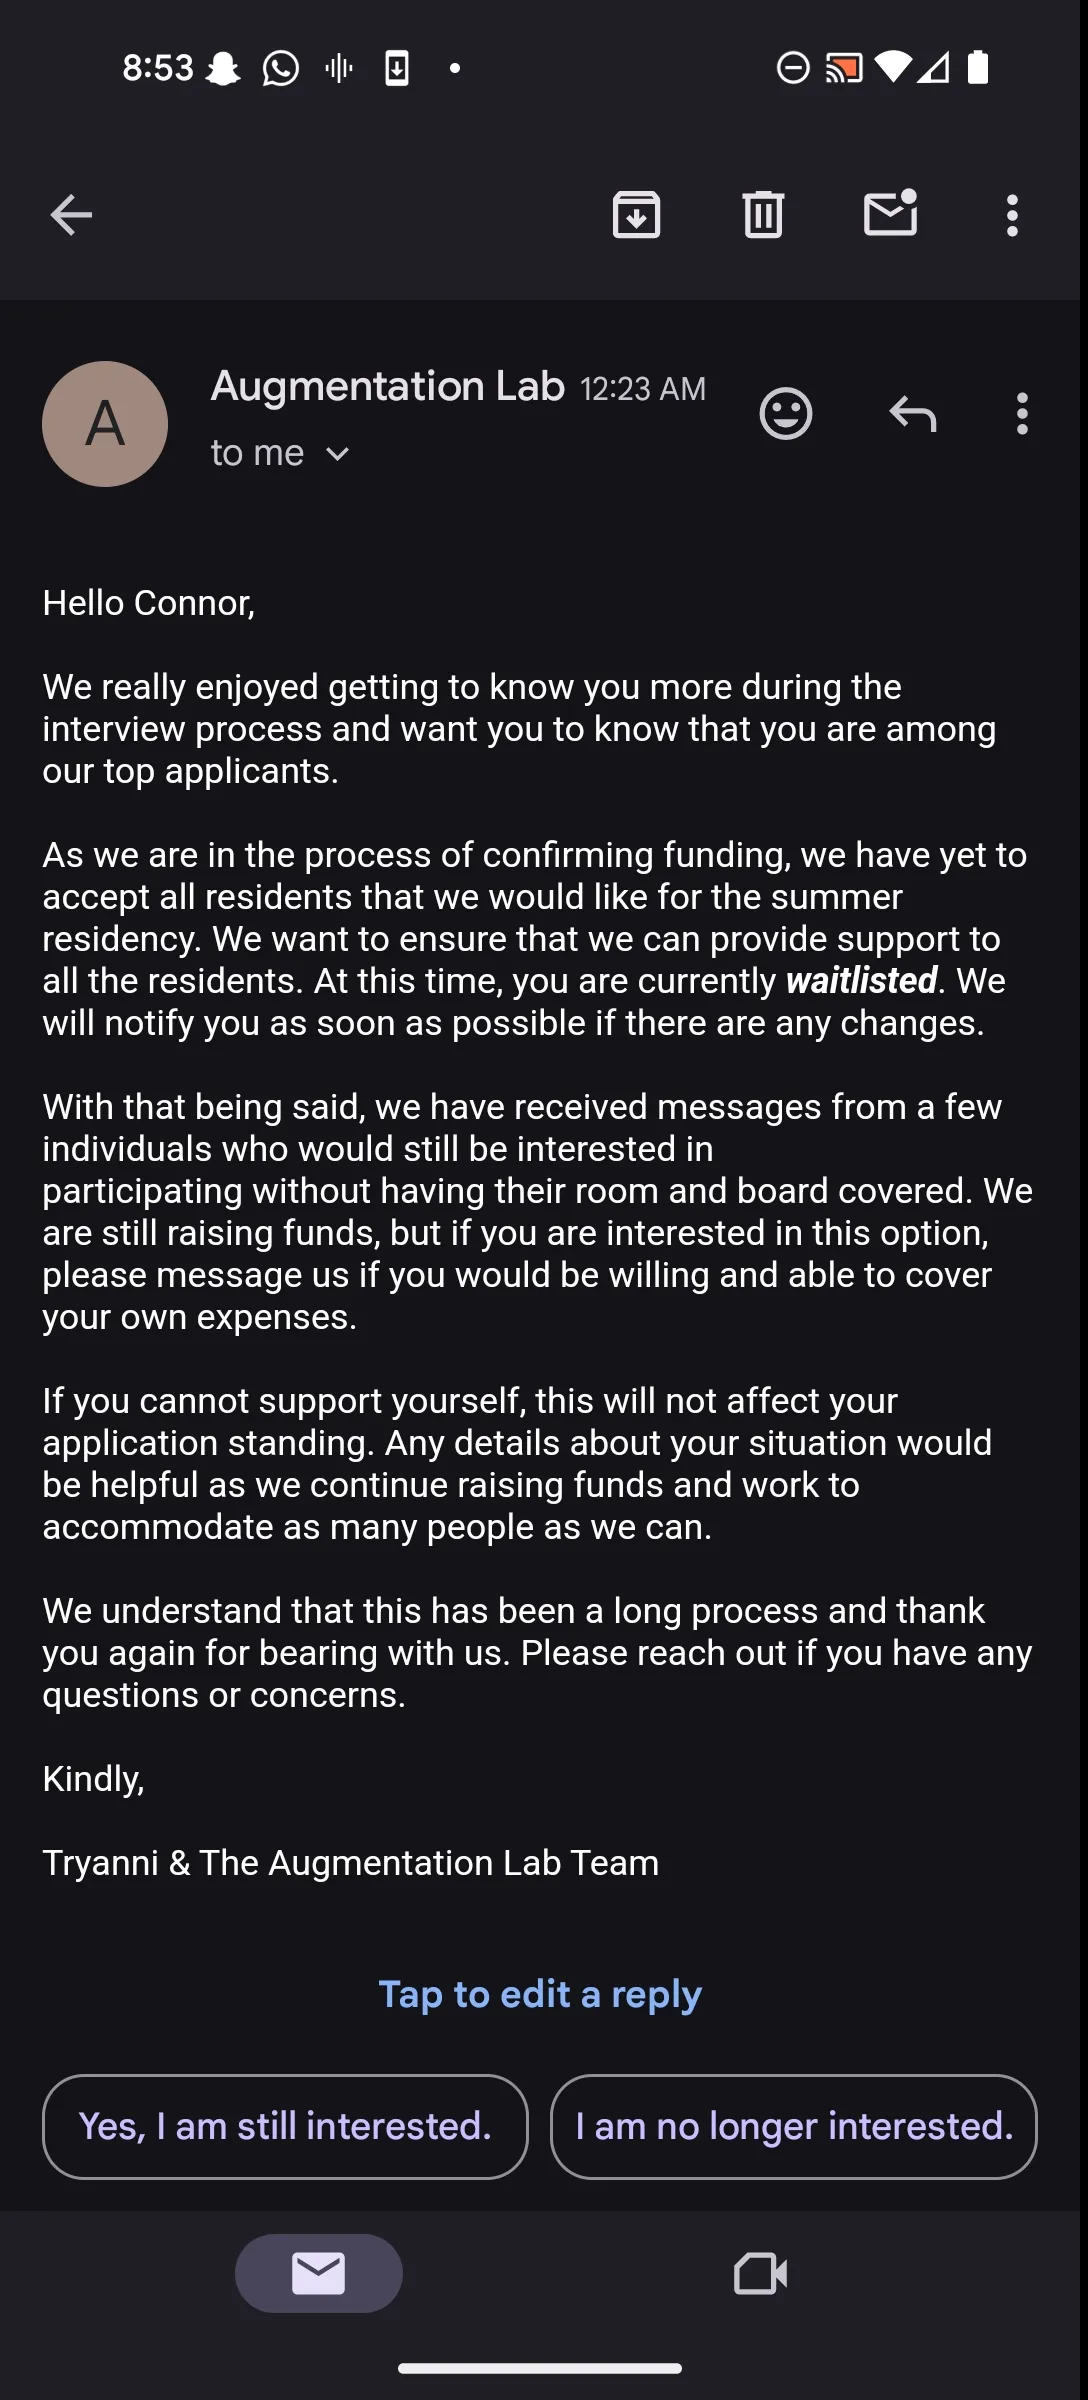 8:53
A
Augmentation Lab 12:23 AM
to me
Hello Connor,
We really enjoyed getting to know you more during the
interview process and want you to know that you are among
our top applicants.
As we are in the process of confirming funding, we have yet to
accept all residents that we would like for the summer
residency. We want to ensure that we can provide support to
all the residents. At this time, you are currently waitlisted. We
will notify you as soon as possible if there are any changes.
With that being said, we have received messages from a few
individuals who would still be interested in
participating without having their room and board covered. We
are still raising funds, but if you are interested in this option,
please message us if you would be willing and able to cover
your own expenses.
If you cannot support yourself, this will not affect your
application standing. Any details about your situation would
be helpful as we continue raising funds and work to
accommodate as many people as we can.
We understand that this has been a long process and thank
you again for bearing with us. Please reach out if you have any
questions or concerns.
Kindly,
Tryanni & The Augmentation Lab Team
Tap to edit a reply
Yes, I am still interested.
I am no longer interested.